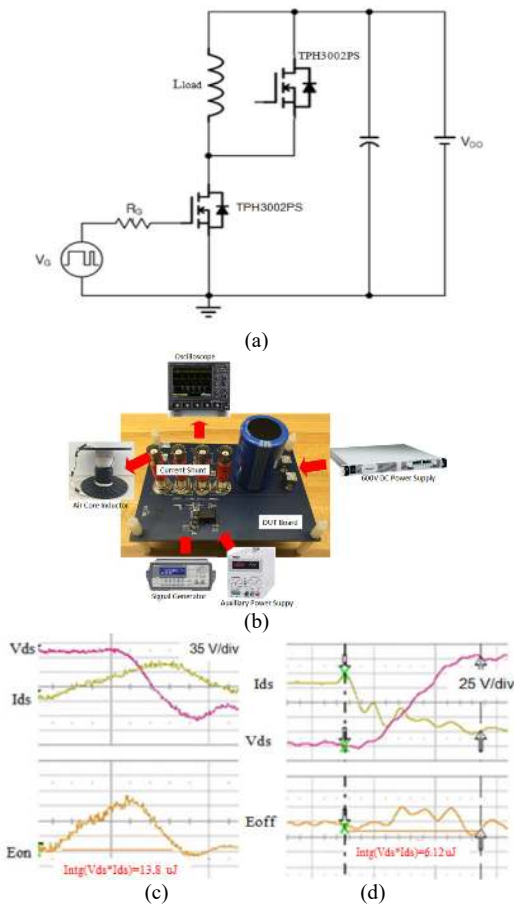 TPH3002PS
Lload
VDD
RG
TPH3002PS
VG
(a)
Oscilloscope
Current Shunt
Air Core Inductor
600V DC Power Supply
DUT Board
Signal Generator
Auxiliary Power Suppy
(b)
Vds
35 V/div
Ids
Eon
Intg(Vds*Ids)=13.8 uJ
(c)
Ids
25 V/div
Vds
Eoff
Intg(Vds*Ids)=6.12 uJ
(d)